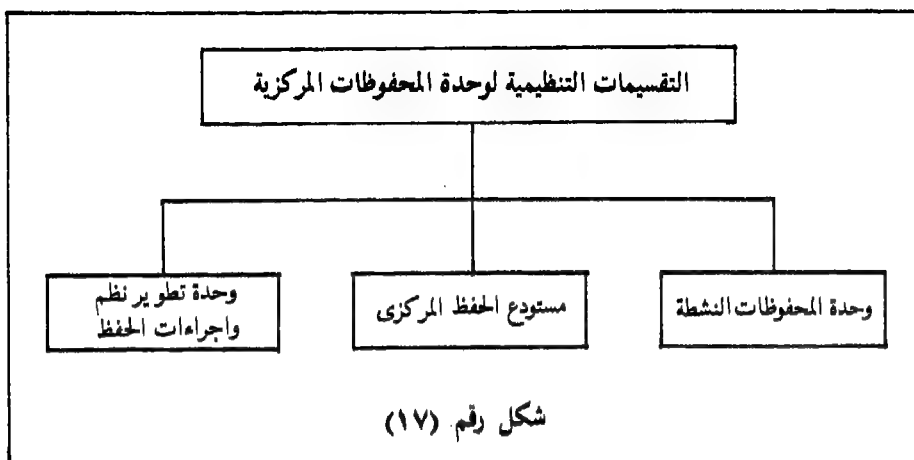 التقسيمات التنظيمية لوحدة المحفوظات المركزية
وحدة المحفوظات النشطة
مستودع الحفظ المركزى
وحدة تطوير نظم
واجراءات الحفظ
شكل رقم (١٧)